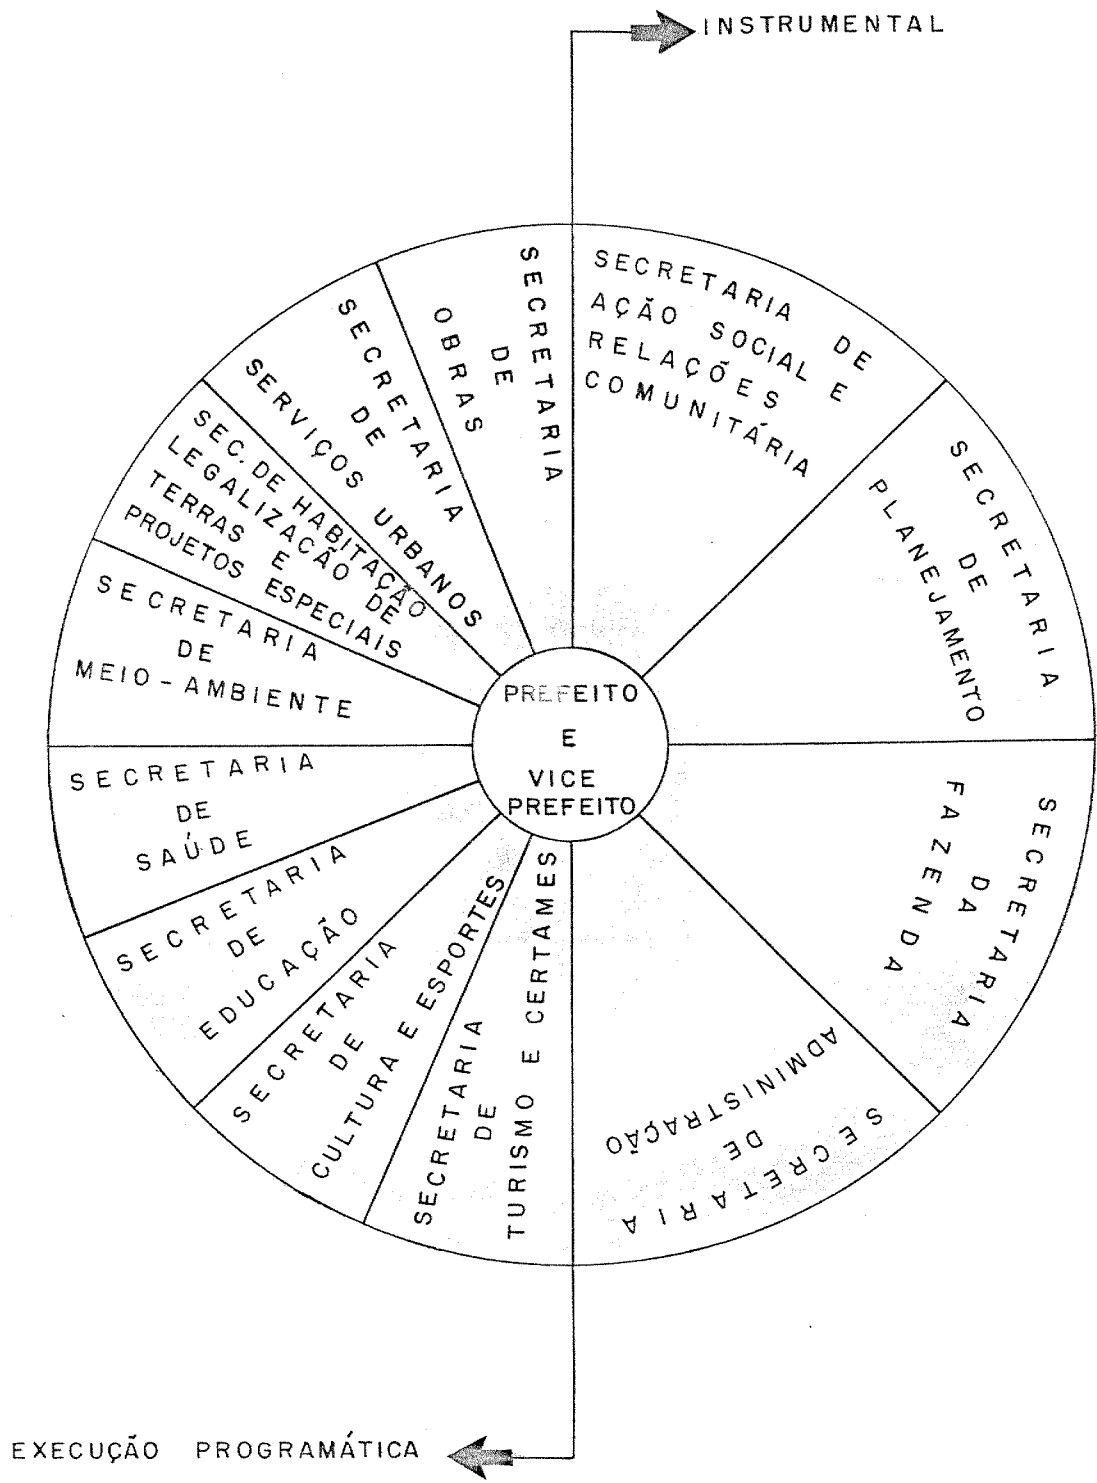 INSTRUMENTAL
SECRETARIA DE
AÇÃO SOCIAL E
RELAÇÕES
COMUNITÁRIA
SECRETARIA
DE
PLANEJAMENTO
SECRETARIA
DA
FAZENDA
SECRETARIA
DE
ADMINISTRAÇÃO
SECRETARIA
DE
TURISMO E CERTAMES
SECRETARIA
DE
CULTURA E ESPORTES
SECRETARIA
DE
EDUCAÇÃO
SECRETARIA
DE
SAÚDE
SECRETARIA
DE
MEIO-AMBIENTE
SEC. DE HABITAÇÃO
LEGALIZAÇÃO DE
TERRAS E
PROJETOS ESPECIAIS
SECRETARIA
DE
SERVIÇOS URBANOS
SECRETARIA
DE
OBRAS
PREFEITO
E
VICE
PREFEITO
EXECUÇÃO PROGRAMÁTICA